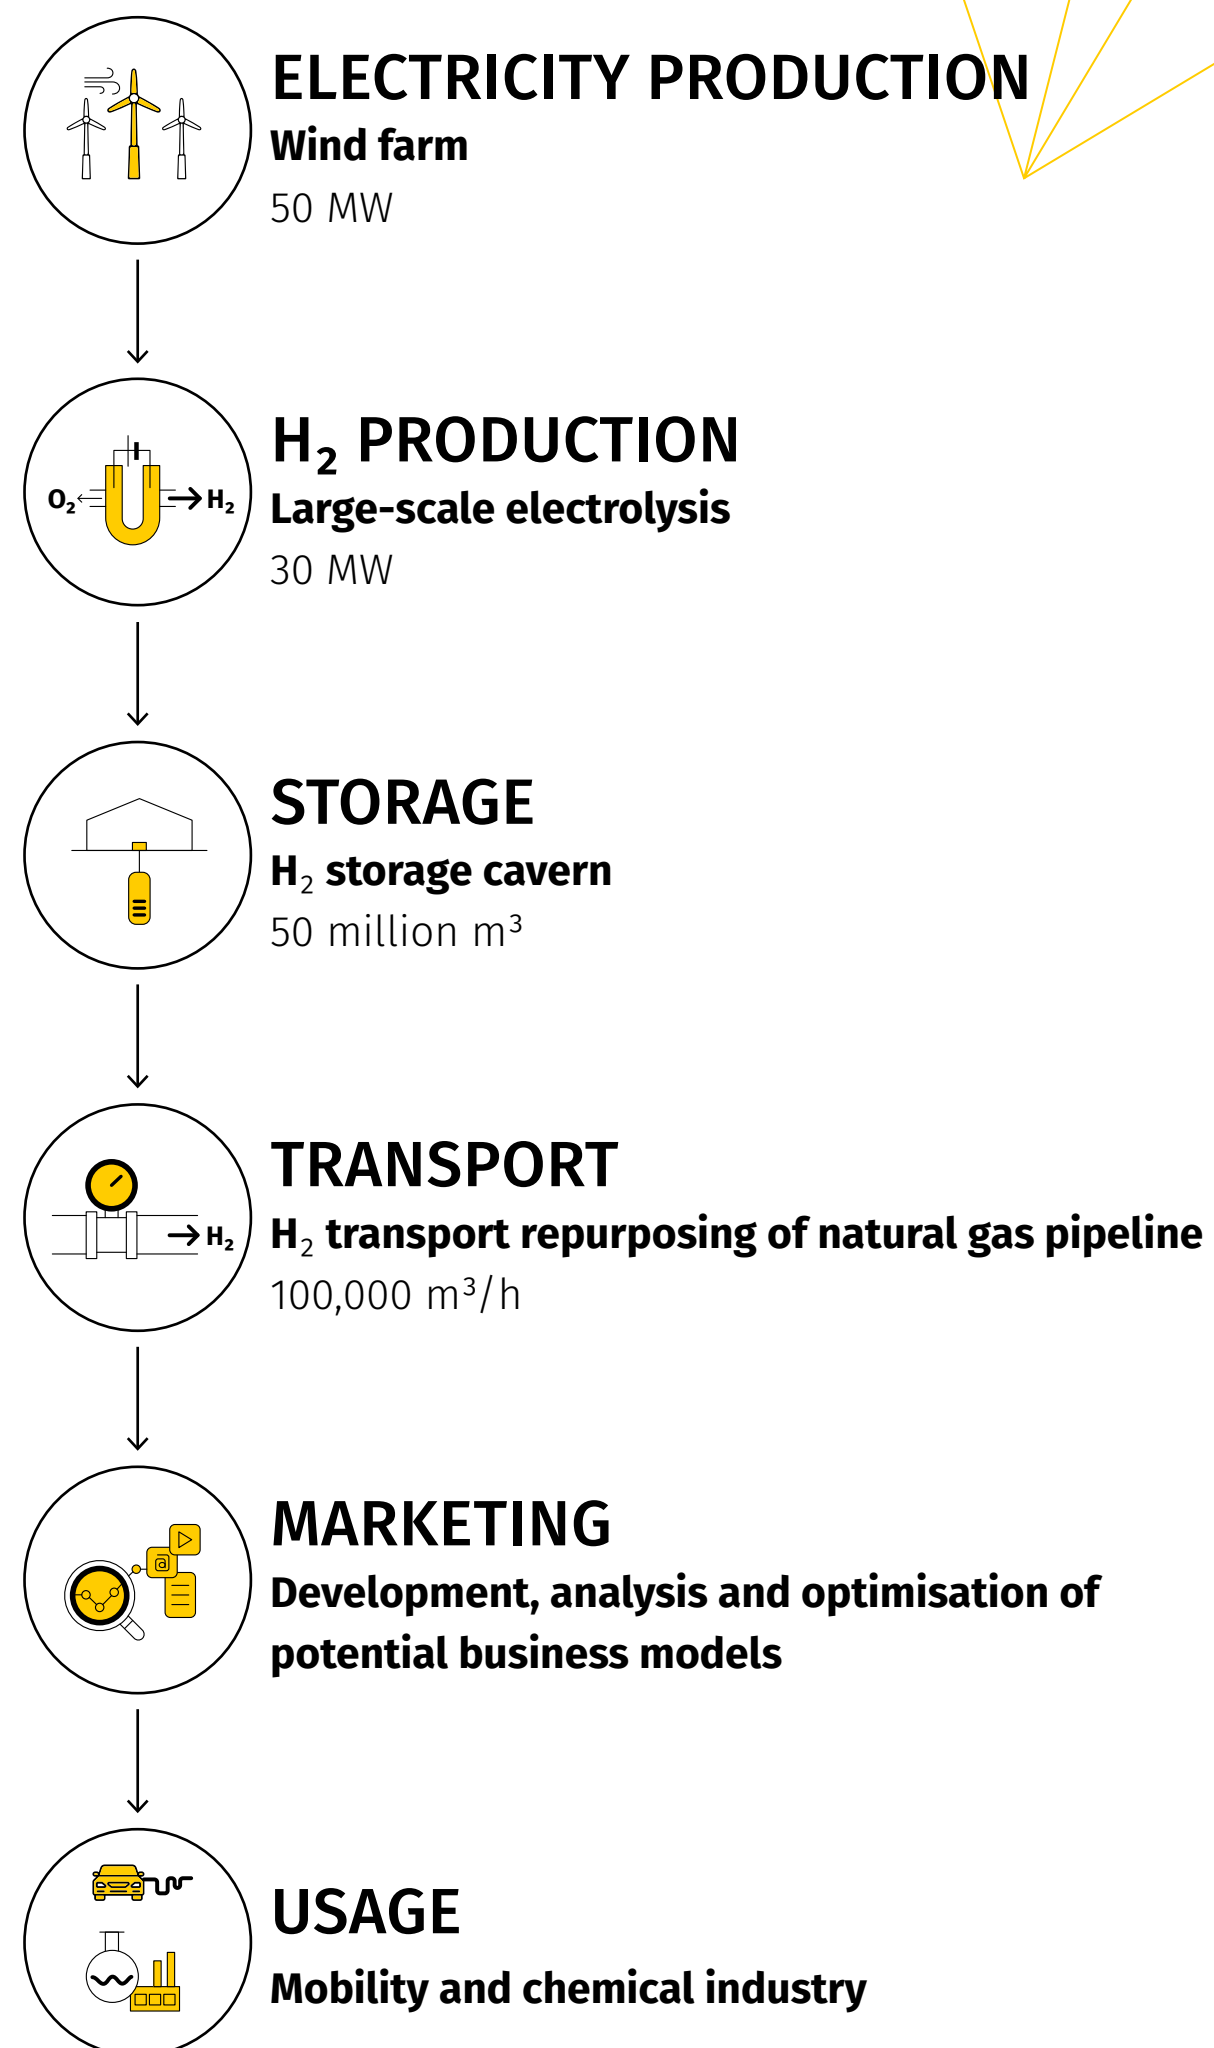 ELECTRICITY PRODUCTION
Wind farm
50 MW
H₂ PRODUCTION
Large-scale electrolysis
30 MW
O₂
H₂
STORAGE
H₂ storage cavern
50 million m³
TRANSPORT
H₂ transport repurposing of natural gas pipeline
100,000 m³/h
H₂
MARKETING
Development, analysis and optimisation of
potential business models
@
USAGE
Mobility and chemical industry